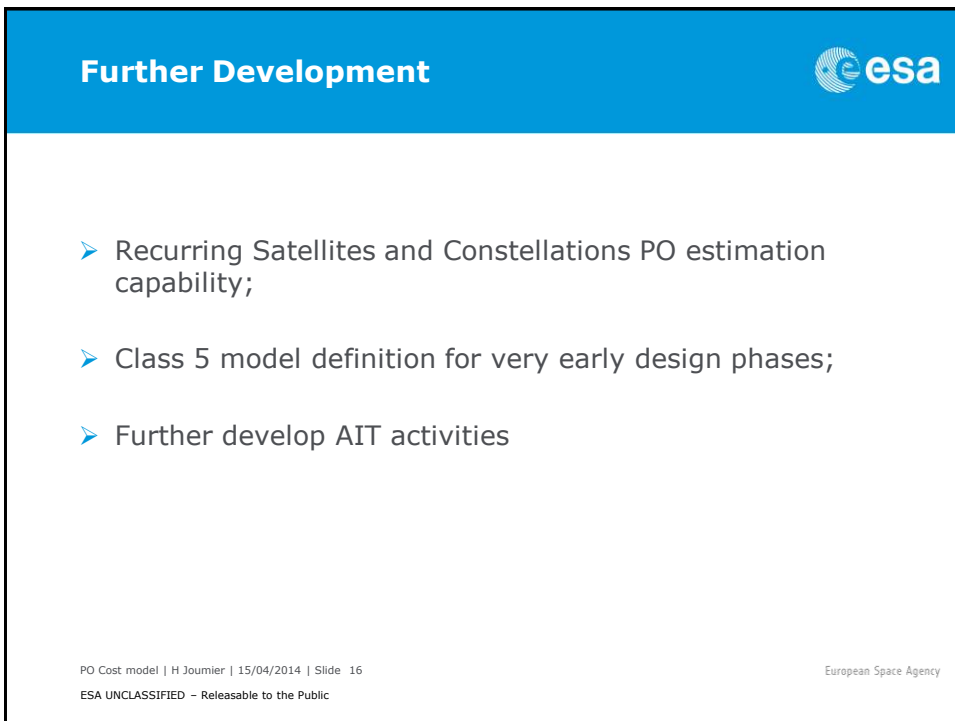 Further Development
esa
➢ Recurring Satellites and Constellations PO estimation
capability;
➢ Class 5 model definition for very early design phases;
➢ Further develop AIT activities
PO Cost model | H Joumier | 15/04/2014 | Slide 16
European Space Agency
ESA UNCLASSIFIED – Releasable to the Public